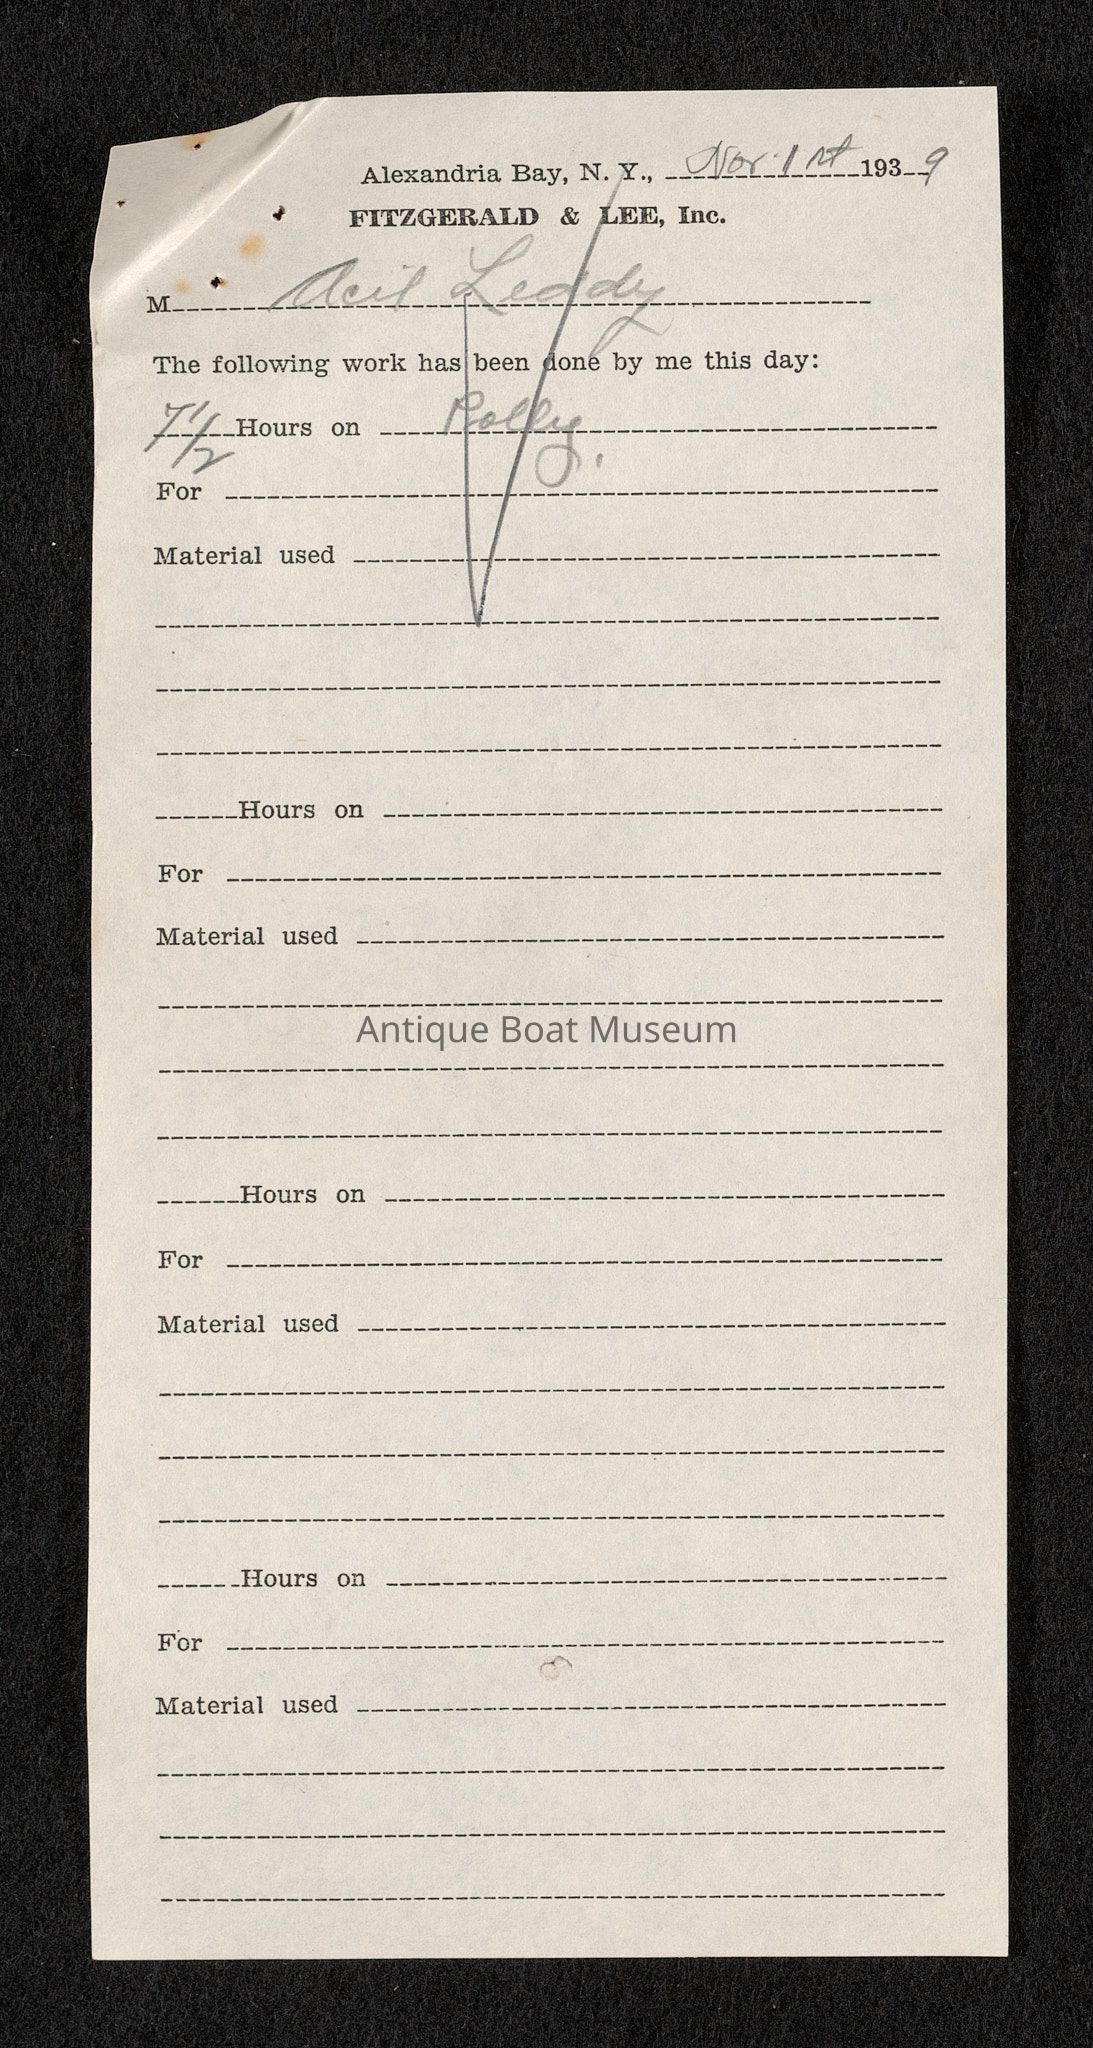 Alexandria Bay, N. Y., Nov. 1st 1939
FITZGERALD & LEE, Inc.
M Leddy
The following work has been done by me this day:
7 1/2 Hours on
For
Material used
Hours on
For
Material used
Antique Boat Museum
Hours on
For
Material used
Hours on
For
Material used